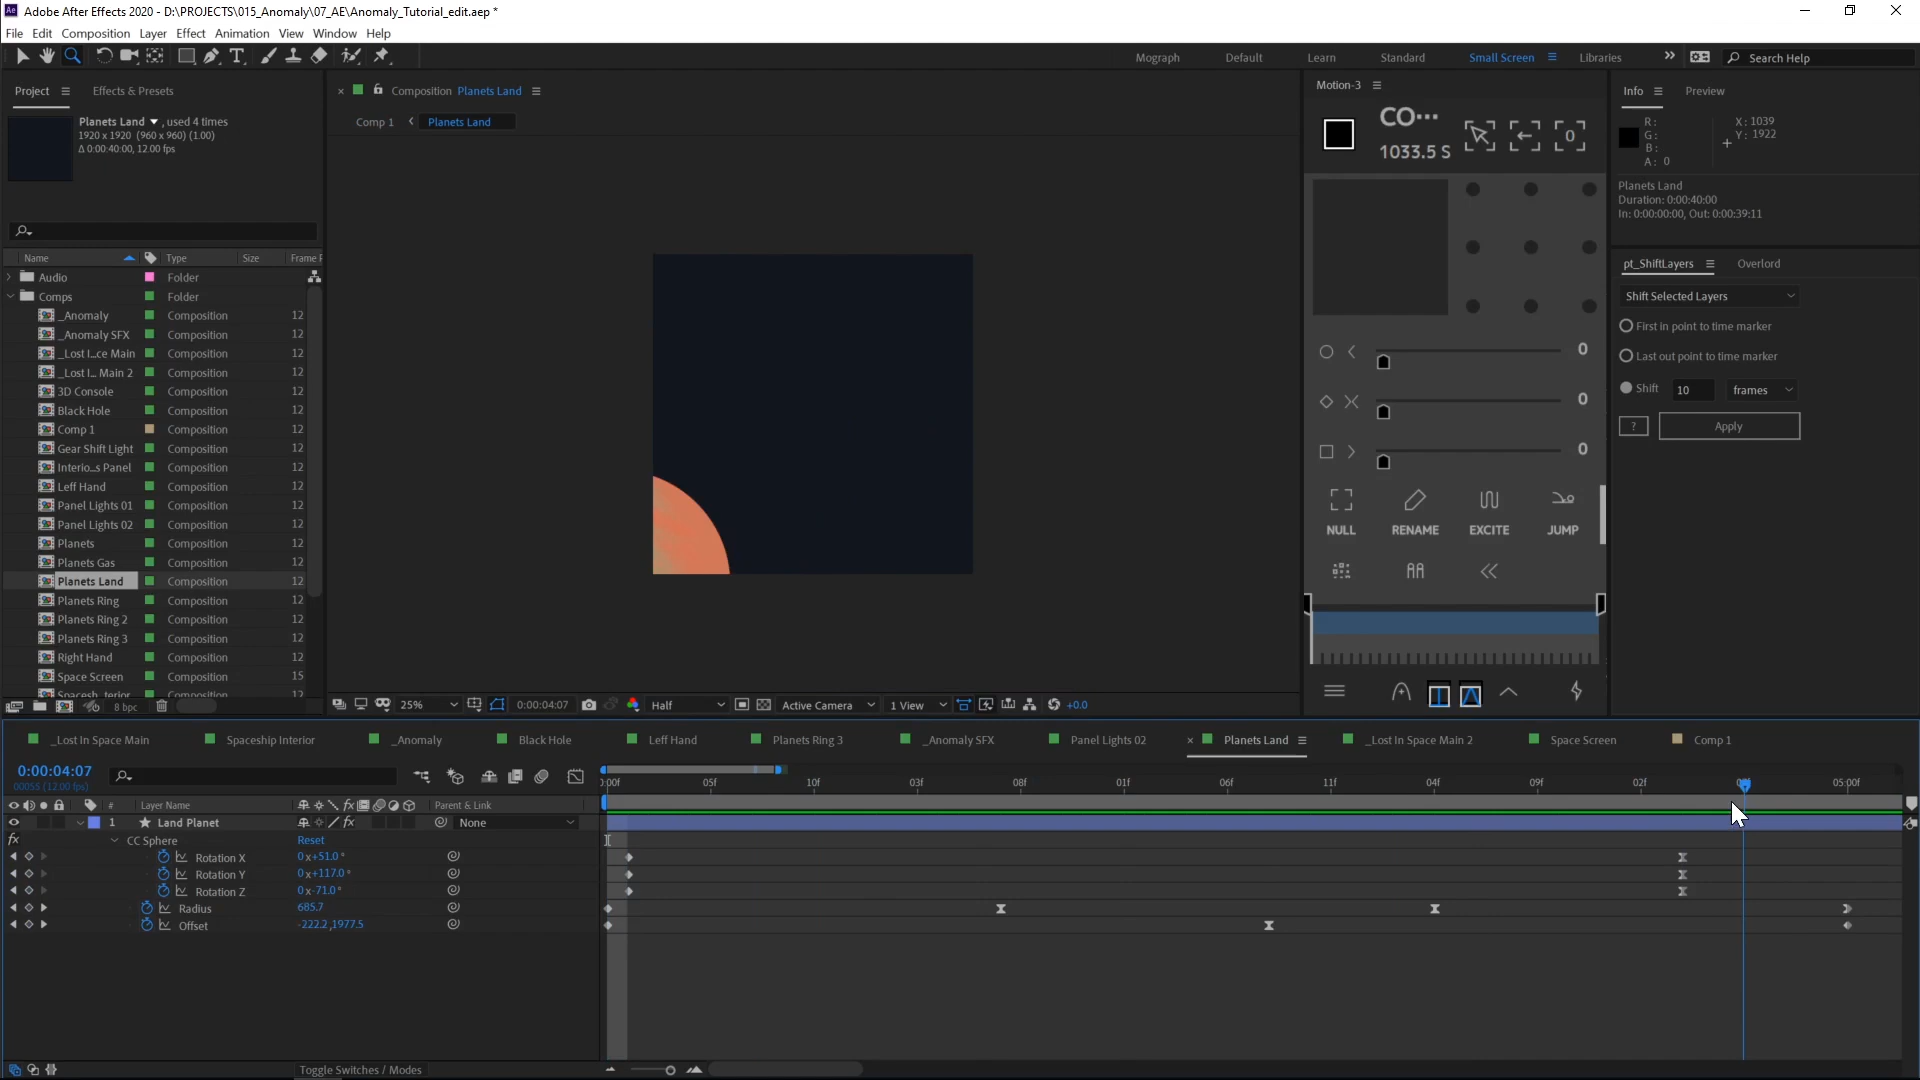 Adobe After Effects 2020 - D:\PROJECTS\015_Anomaly\07_AE\Anomaly_Tutorial_edit.aep *
File Edit Composition Layer Effect Animation View Window Help
Mograph Default Learn Standard Small Screen Libraries Search Help
Project Effects & Presets
Planets Land , used 4 times
1920 x 1920 (960 x 960) (1.00)
Δ 0:00:40:00, 12.00 fps
Name Type Size Frame
Audio Folder
Comps Folder
_Anomaly Composition 12
_Anomaly SFX Composition 12
_Lost I...ce Main Composition 12
_Lost I... Main 2 Composition 12
3D Console Composition 12
Black Hole Composition 12
Comp 1 Composition 12
Gear Shift Light Composition 12
Interio...s Panel Composition 12
Leff Hand Composition 12
Panel Lights 01 Composition 12
Panel Lights 02 Composition 12
Planets Composition 12
Planets Gas Composition 12
Planets Land Composition 12
Planets Ring Composition 12
Planets Ring 2 Composition 12
Planets Ring 3 Composition 12
Right Hand Composition 12
Space Screen Composition 15
Spacesh...terior Composition 12
8 bpc
Composition Planets Land
Comp 1 Planets Land
25% 0:00:04:07 Half Active Camera 1 View +0.0
Motion-3
CO...
1033.5 S
0
0
0
0
NULL RENAME EXCITE JUMP
Info Preview
R:
G:
B:
A: 0
X: 1039
Y: 1922
Planets Land
Duration: 0:00:40:00
In: 0:00:00:00, Out: 0:00:39:11
pt_ShiftLayers Overlord
Shift Selected Layers
First in point to time marker
Last out point to time marker
Shift 10 frames
? Apply
_Lost In Space Main Spaceship Interior _Anomaly Black Hole Leff Hand Planets Ring 3 _Anomaly SFX Panel Lights 02 Planets Land _Lost In Space Main 2 Space Screen Comp 1
0:00:04:07
00055 (12.00 fps)
:00f 05f 10f 03f 08f 01f 06f 11f 04f 09f 02f 05:00f
# Layer Name Parent & Link
1 Land Planet None
fx CC Sphere Reset
Rotation X 0x+51.0°
Rotation Y 0x+117.0°
Rotation Z 0x-71.0°
Radius 685.7
Offset -222.2,1977.5
Toggle Switches / Modes